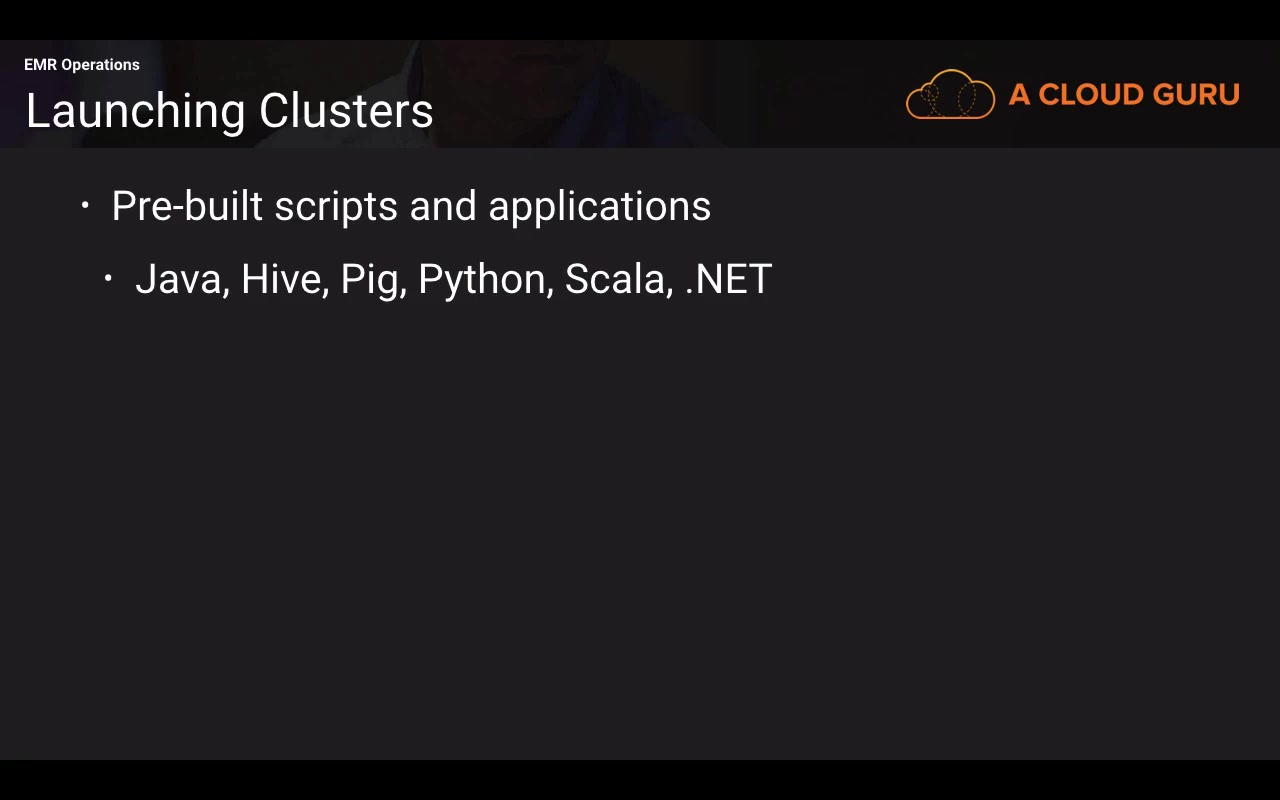 EMR Operations
Launching Clusters
A CLOUD GURU
• Pre-built scripts and applications
• Java, Hive, Pig, Python, Scala, .NET